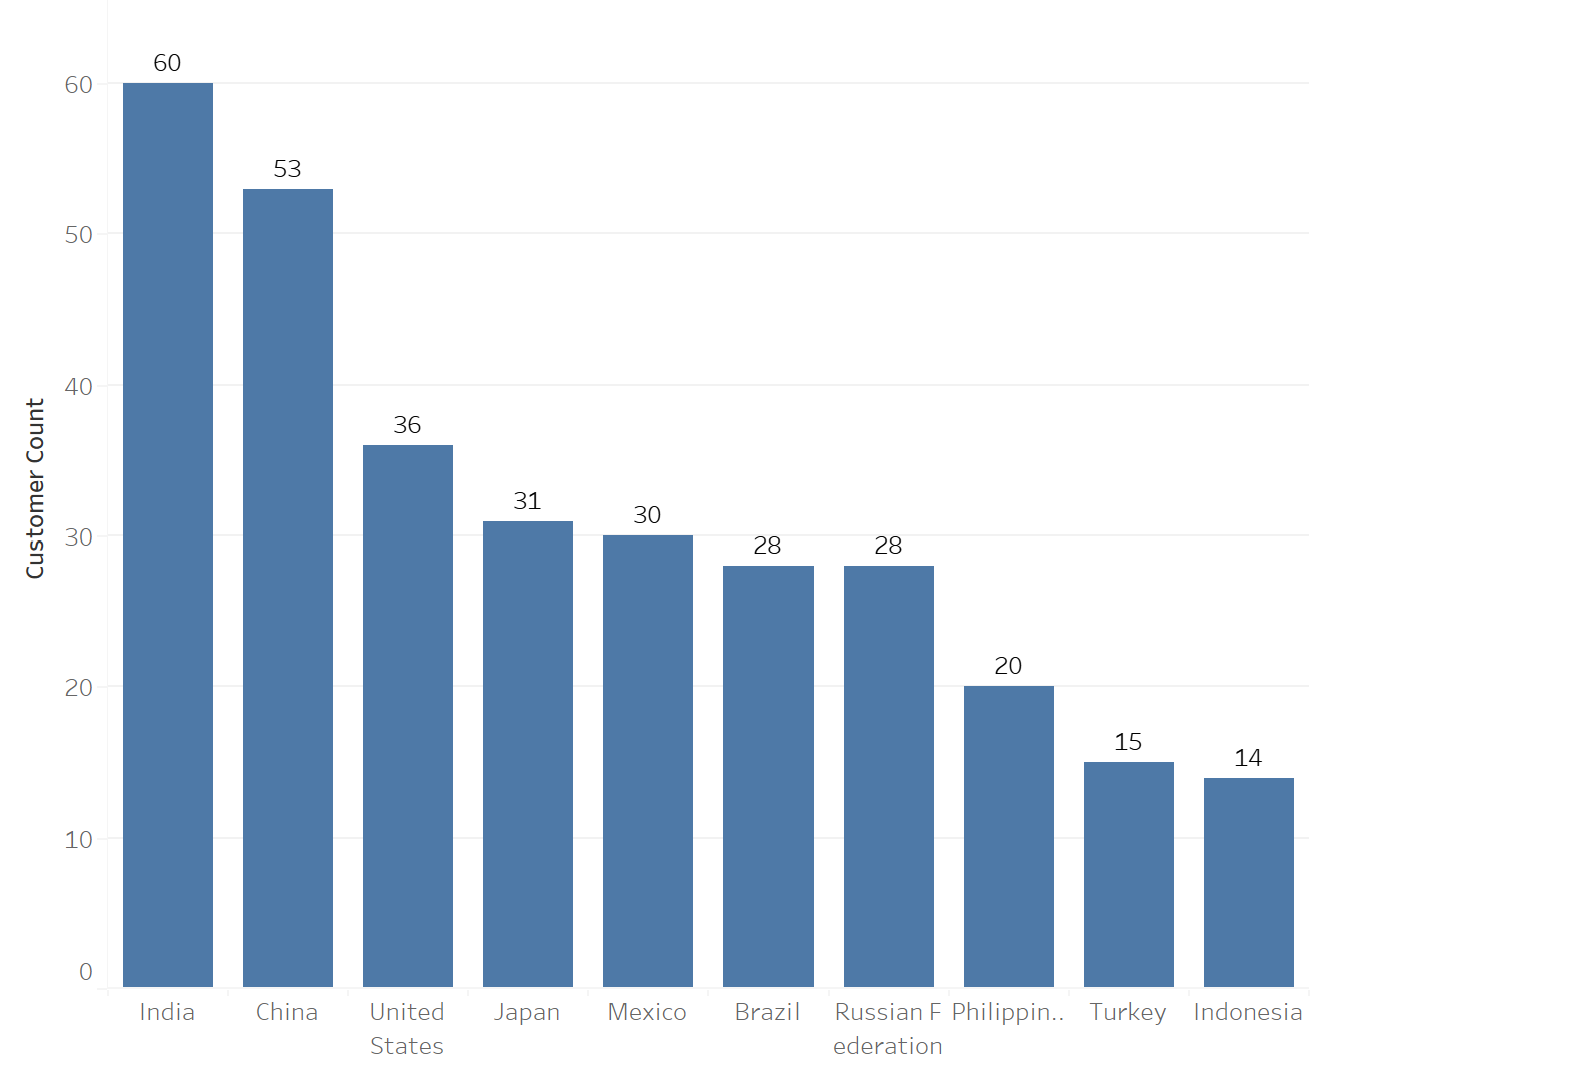 60
53
36
31
30
28
28
20
15
14
60
50
40
30
20
10
0
Customer Count
India
China
United
States
Japan
Mexico
Brazil
Russian F
ederation
Philippin..
Turkey
Indonesia